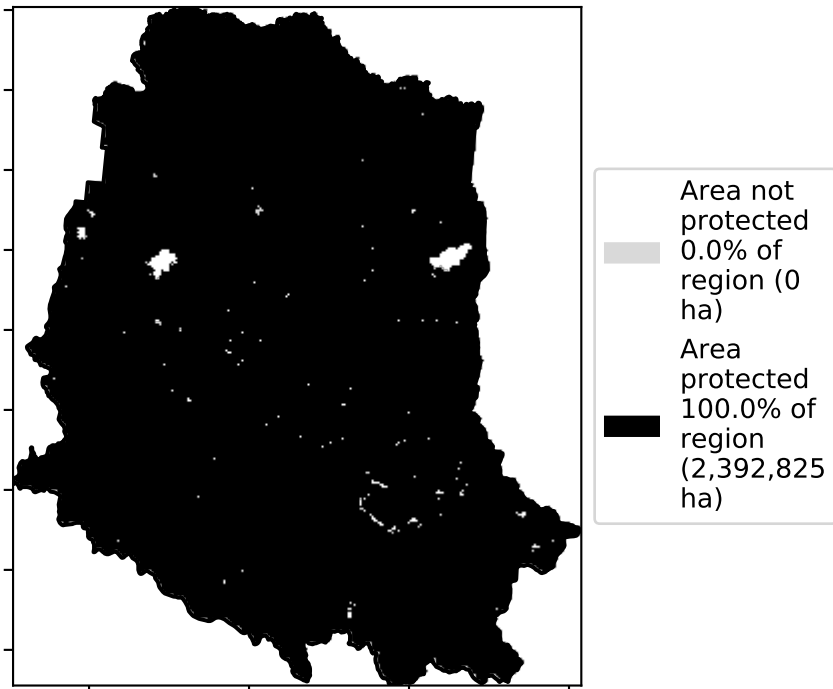 Area not
protected
0.0% of
region (0
ha)
Area
protected
100.0% of
region
(2,392,825
ha)